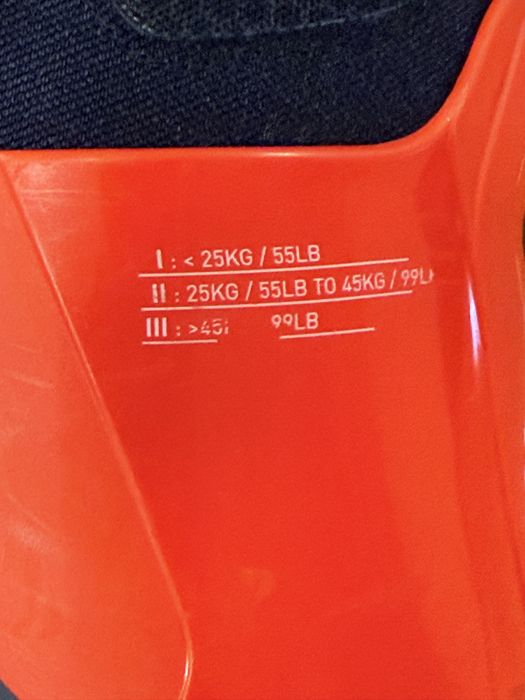 I : < 25KG / 55LB
II : 25KG / 55LB TO 45KG / 99L
III : >45 99LB